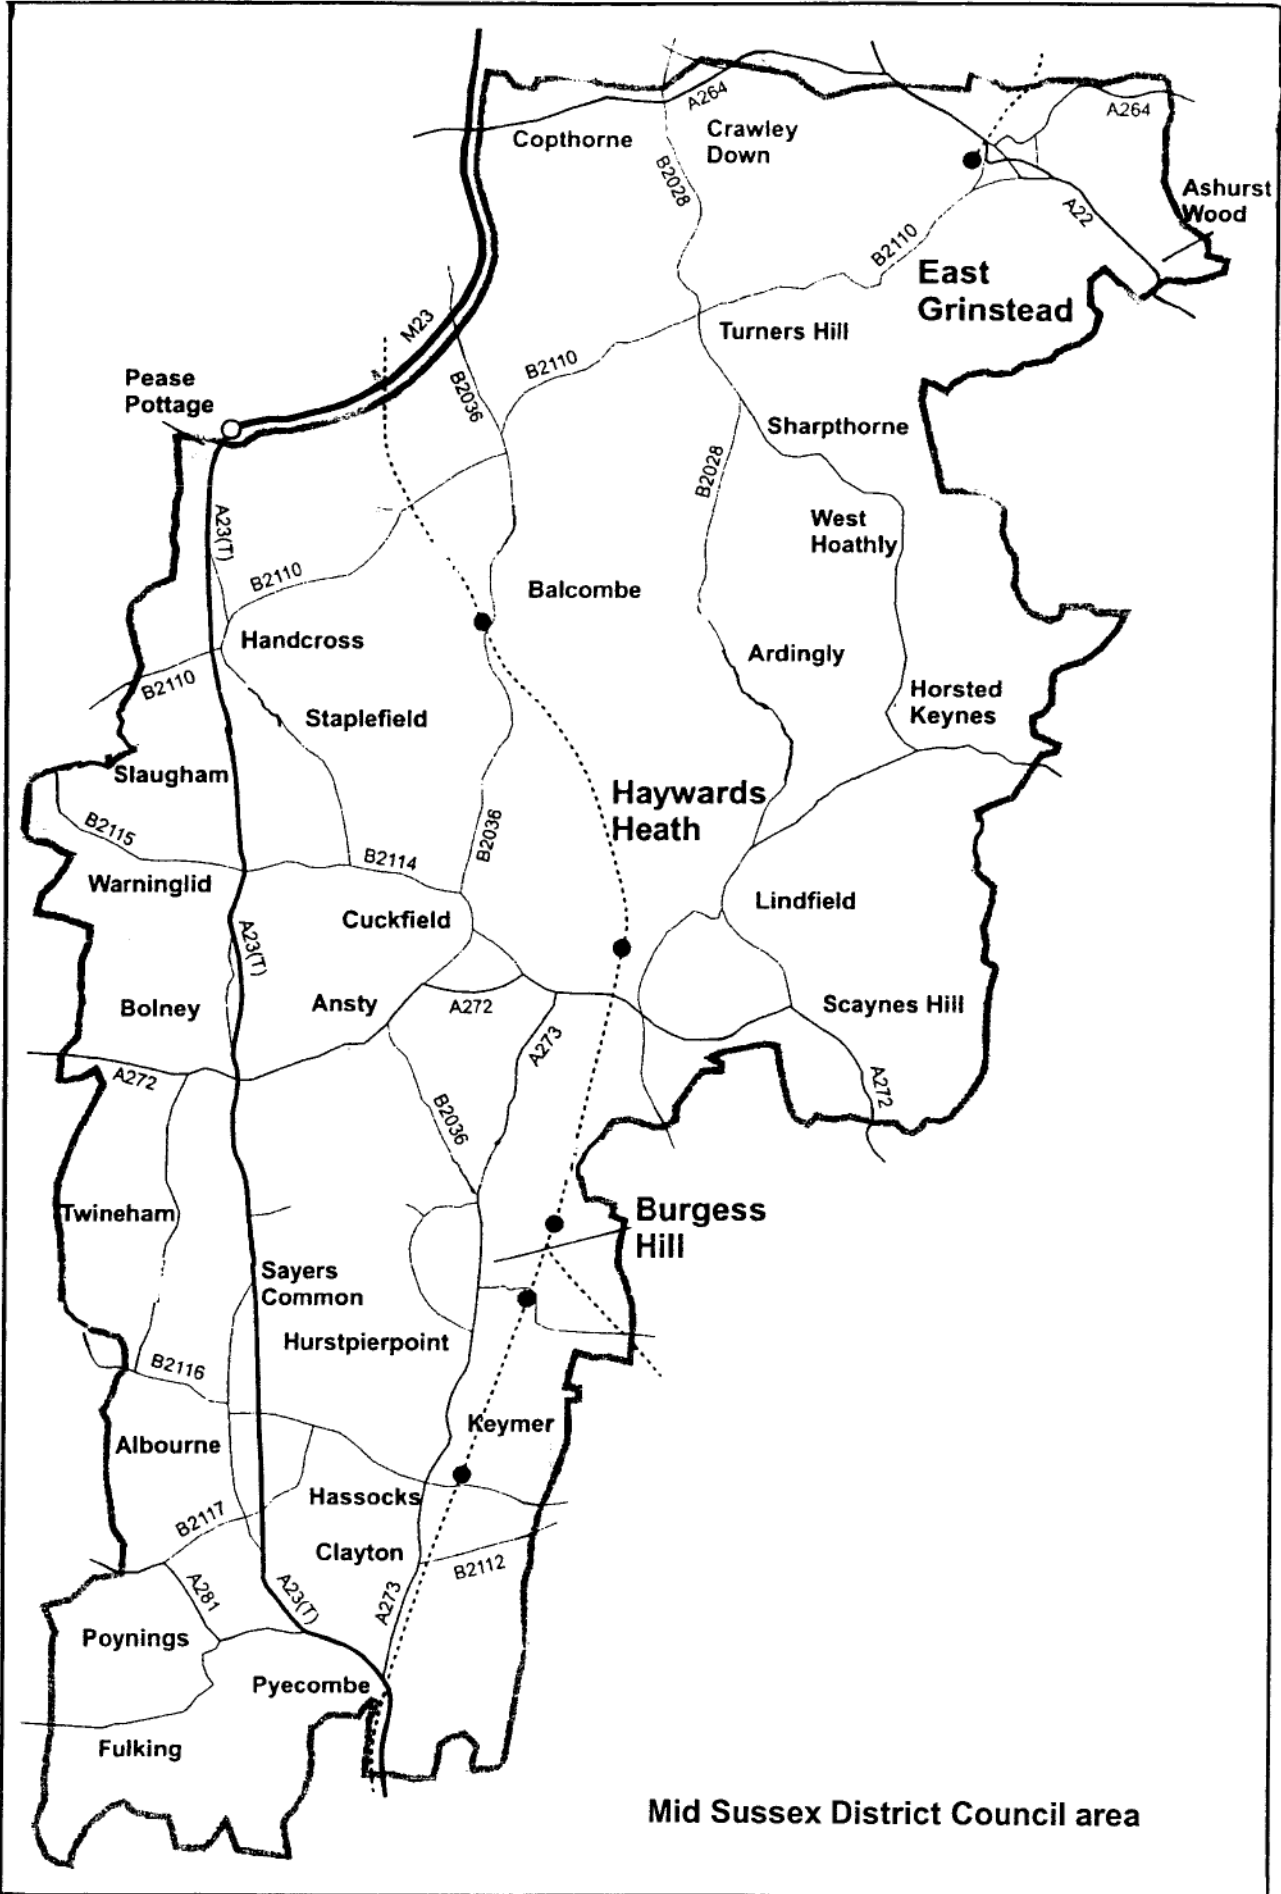 A264
A264
Copthorne
Crawley
Down
B2028
Ashurst
Wood
A22
B2110
East
Grinstead
M23
Turners Hill
B2110
Pease
Pottage
B2036
Sharpthorne
B2028
A23(T)
West
Hoathly
B2110
Balcombe
Handcross
Ardingly
B2110
Horsted
Keynes
Staplefield
Slaugham
Haywards
Heath
B2115
B2036
B2114
Warninglid
Lindfield
Cuckfield
A23(T)
Bolney
Ansty
A272
Scaynes Hill
A273
A272
A272
B2036
Twineham
Burgess
Hill
Sayers
Common
Hurstpierpoint
B2116
Keymer
Albourne
Hassocks
B2117
Clayton
B2112
A281
A23(T)
A273
Poynings
Pyecombe
Fulking
Mid Sussex District Council area